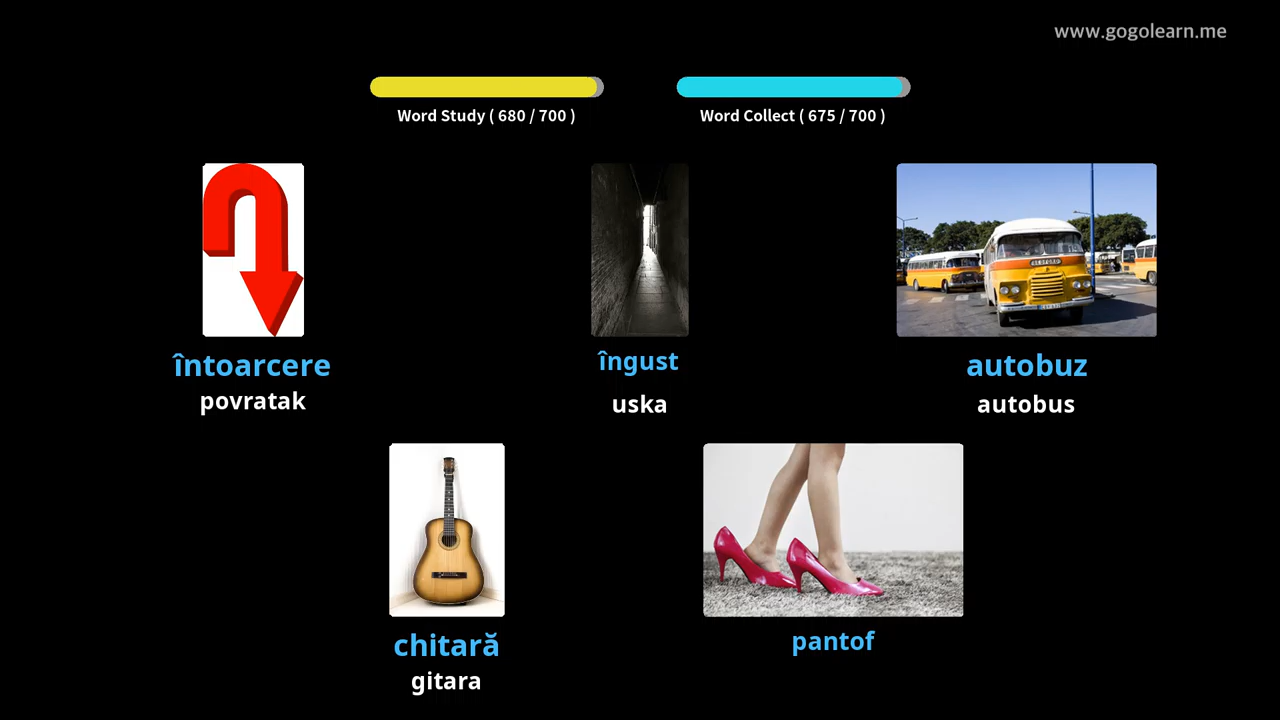 www.gogolearn.me
Word Study ( 680 / 700 )
Word Collect ( 675 / 700 )
întoarcere
povratak
îngust
uska
autobuz
autobus
chitară
gitara
pantof